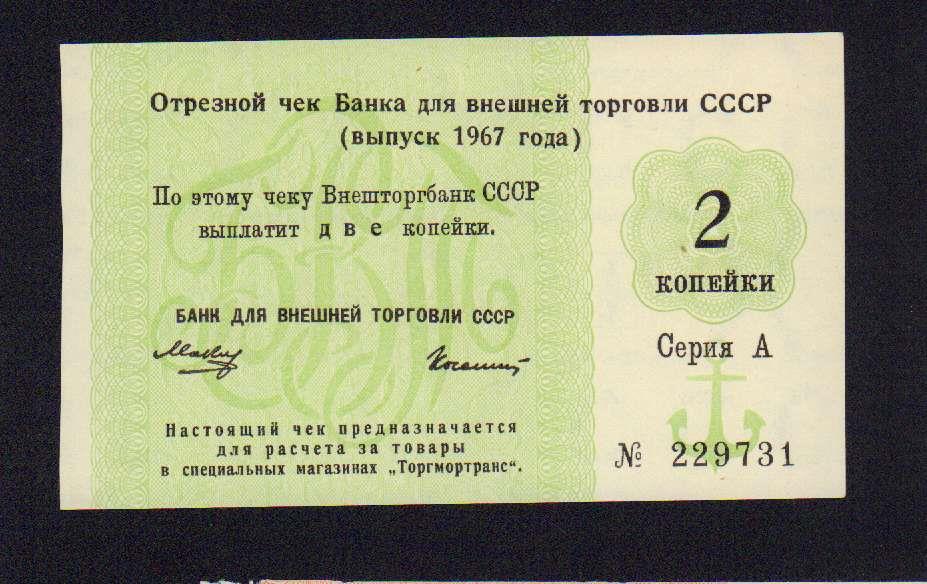 Отрезной чек Банка для внешней торговли СССР
(выпуск 1967 года)
По этому чеку Внешторгбанк СССР
выплатит две копейки.
2
КОПЕЙКИ
БАНК ДЛЯ ВНЕШНЕЙ ТОРГОВЛИ СССР
Серия А
Настоящий чек предназначается
для расчета за товары
в специальных магазинах „Торгмортранс“.
№ 229731